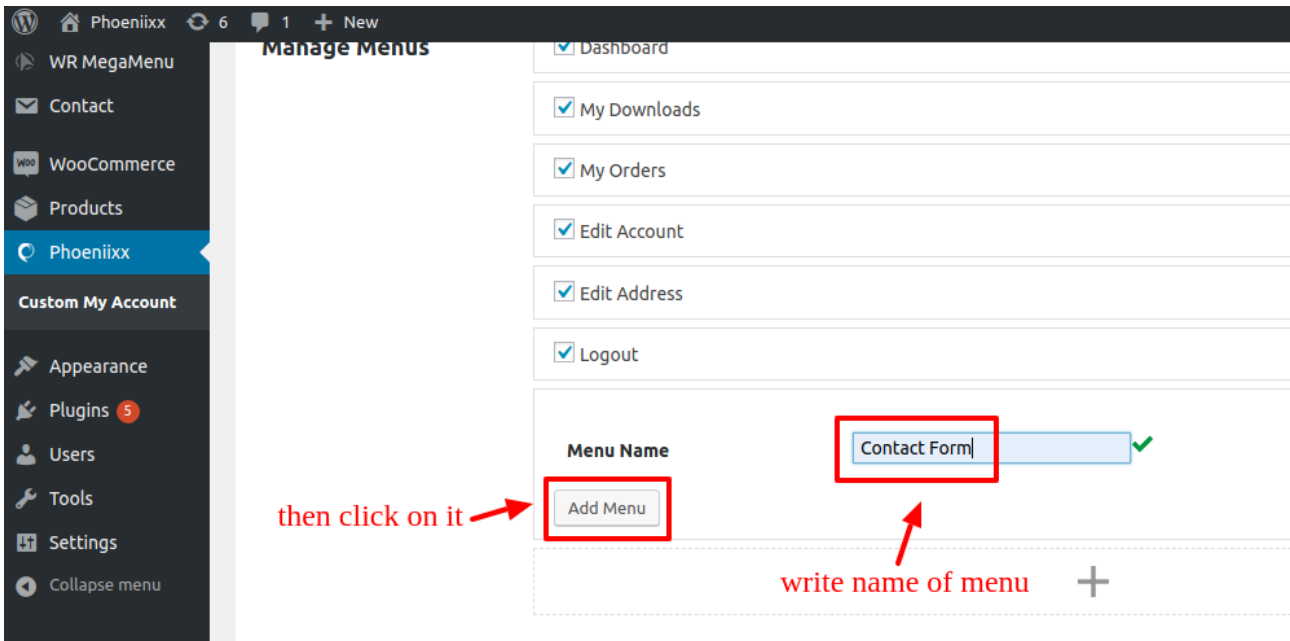 Phoeniixx 6 1 New
WR MegaMenu
Contact
WooCommerce
Products
Phoeniixx
Custom My Account
Appearance
Plugins 5
Users
Tools
Settings
Collapse menu
Manage Menus
Dashboard
My Downloads
My Orders
Edit Account
Edit Address
Logout
Menu Name
Contact Form
Add Menu
then click on it
write name of menu